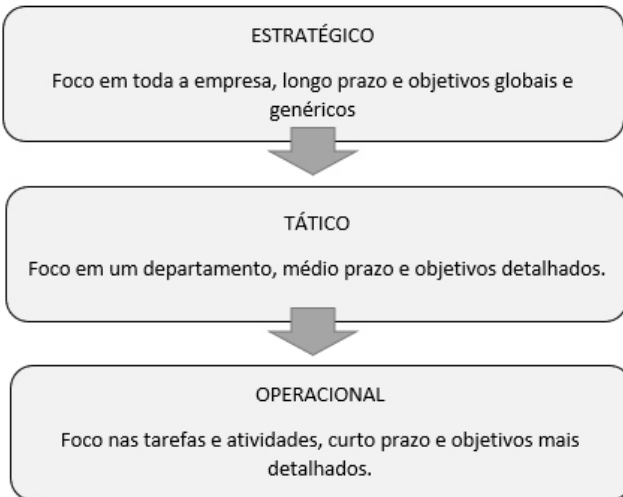 ESTRATÉGICO
Foco em toda a empresa, longo prazo e objetivos globais e
genéricos
TÁTICO
Foco em um departamento, médio prazo e objetivos detalhados.
OPERACIONAL
Foco nas tarefas e atividades, curto prazo e objetivos mais
detalhados.